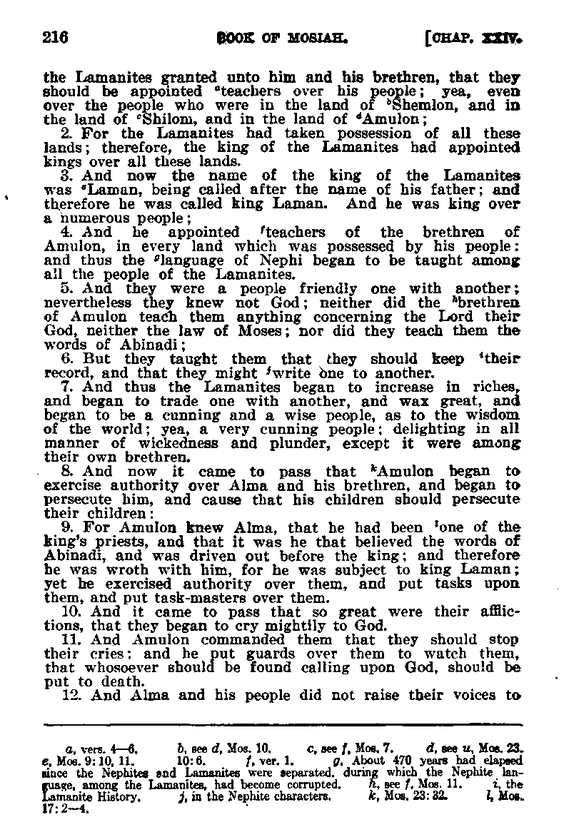 216 BOOK OF MOSIAH. [CHAP. XXIV.
the Lamanites granted unto him and his brethren, that they
should be appointed ᵃteachers over his people; yea, even
over the people who were in the land of ᵇShemlon, and in
the land of ᶜShilom, and in the land of ᵈAmulon;
2. For the Lamanites had taken possession of all these
lands; therefore, the king of the Lamanites had appointed
kings over all these lands.
3. And now the name of the king of the Lamanites
was ᵉLaman, being called after the name of his father; and
therefore he was called king Laman. And he was king over
a numerous people;
4. And he appointed ᶠteachers of the brethren of
Amulon, in every land which was possessed by his people:
and thus the ᵍlanguage of Nephi began to be taught among
all the people of the Lamanites.
5. And they were a people friendly one with another;
nevertheless they knew not God; neither did the ʰbrethren
of Amulon teach them anything concerning the Lord their
God, neither the law of Moses; nor did they teach them the
words of Abinadi;
6. But they taught them that they should keep ⁱtheir
record, and that they might ʲwrite one to another.
7. And thus the Lamanites began to increase in riches,
and began to trade one with another, and wax great, and
began to be a cunning and a wise people, as to the wisdom
of the world; yea, a very cunning people; delighting in all
manner of wickedness and plunder, except it were among
their own brethren.
8. And now it came to pass that ᵏAmulon began to
exercise authority over Alma and his brethren, and began to
persecute him, and cause that his children should persecute
their children:
9. For Amulon knew Alma, that he had been ˡone of the
king's priests, and that it was he that believed the words of
Abinadi, and was driven out before the king; and therefore
he was wroth with him, for he was subject to king Laman;
yet he exercised authority over them, and put tasks upon
them, and put task-masters over them.
10. And it came to pass that so great were their afflic-
tions, that they began to cry mightily to God.
11. And Amulon commanded them that they should stop
their cries; and he put guards over them to watch them,
that whosoever should be found calling upon God, should be
put to death.
12. And Alma and his people did not raise their voices to
a, vers. 4—6. b, see d, Mos. 10. c, see f, Mos. 7. d, see u, Mos. 23.
e, Mos. 9:10, 11. 10:6. f, ver. 1. g, About 470 years had elapsed
since the Nephites and Lamanites were separated, during which the Nephite lan-
guage, among the Lamanites, had become corrupted. h, see f, Mos. 11. i, the
Lamanite History. j, in the Nephite characters. k, Mos. 23:32. l, Mos.
17:2—4.